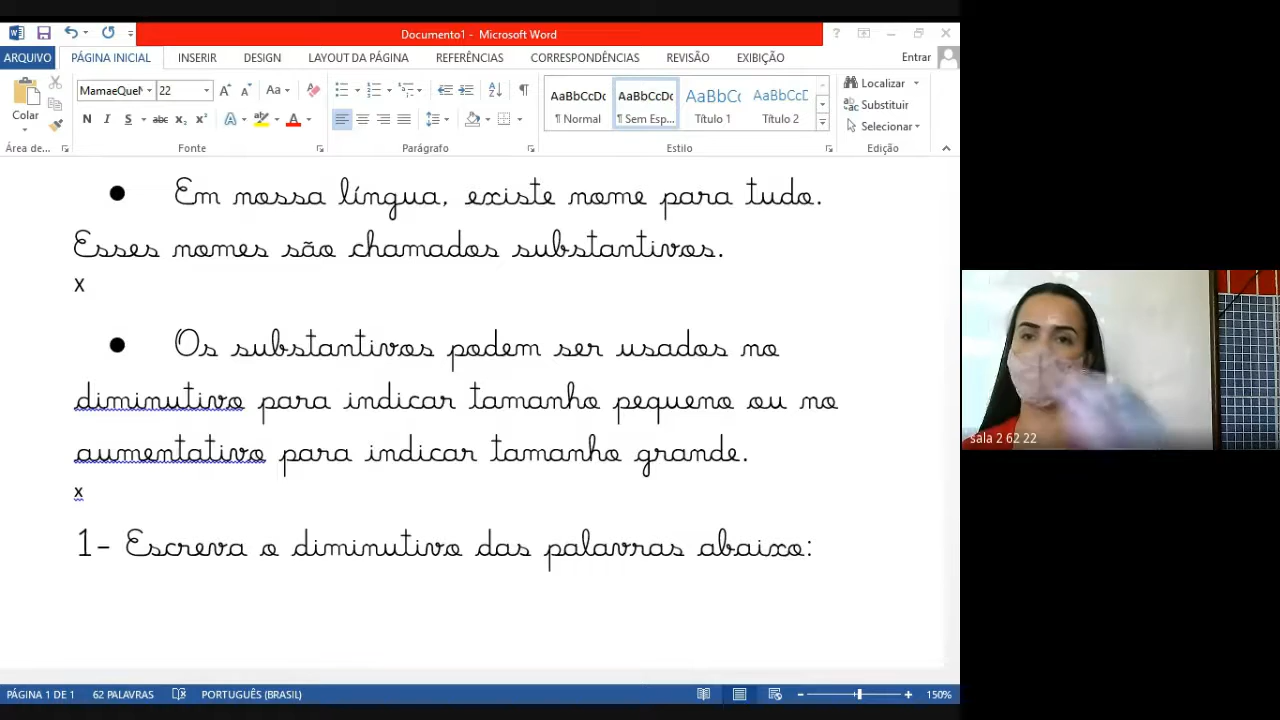 Documento1 - Microsoft Word
ARQUIVO PÁGINA INICIAL INSERIR DESIGN LAYOUT DA PÁGINA REFERÊNCIAS CORRESPONDÊNCIAS REVISÃO EXIBIÇÃO Entrar
Colar
MamaeQueN 22
AaBbCcDc AaBbCcDc AaBbCc AaBbCcD
¶ Normal ¶ Sem Esp... Título 1 Título 2
Localizar
Substituir
Selecionar
Área de... Fonte Parágrafo Estilo Edição
• Em nossa língua, existe nome para tudo.
Esses nomes são chamados substantivos.
x
• Os substantivos podem ser usados no
diminutivo para indicar tamanho pequeno ou no
aumentativo para indicar tamanho grande.
x
1- Escreva o diminutivo das palavras abaixo:
sala 2 62 22
PÁGINA 1 DE 1 62 PALAVRAS PORTUGUÊS (BRASIL) 150%